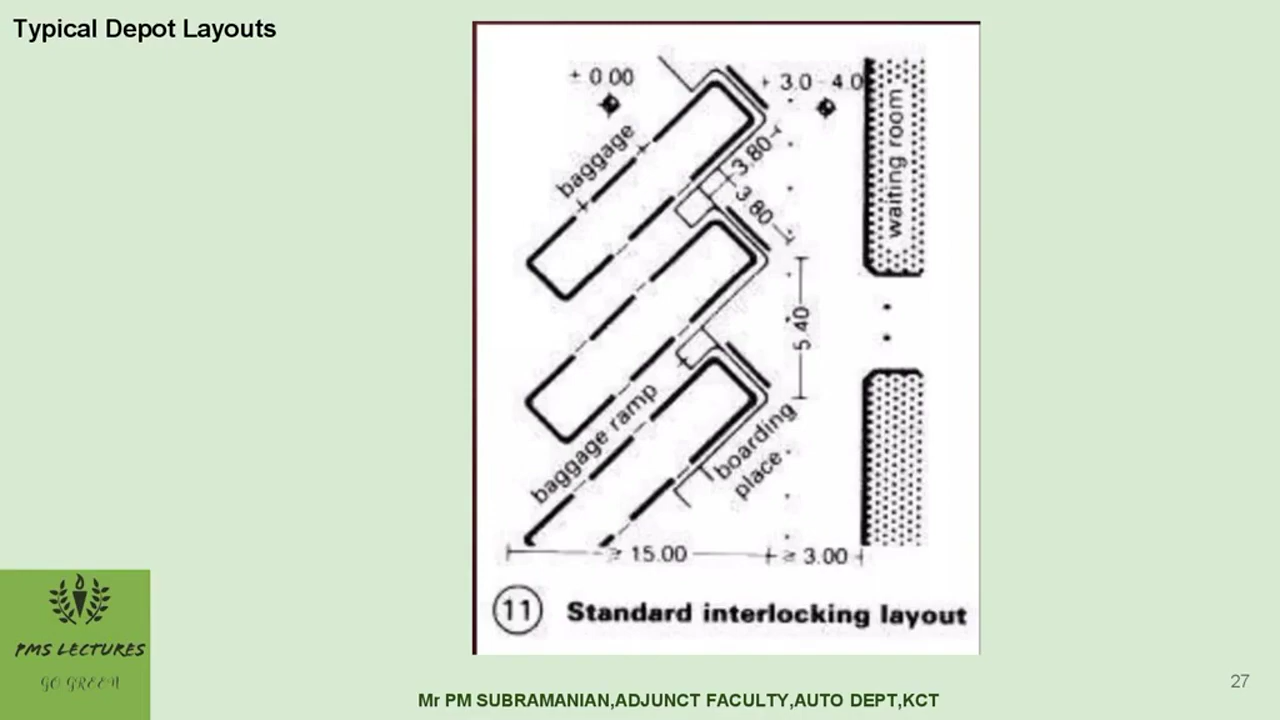 Typical Depot Layouts
± 0 00
+ 3.0 - 4.0
baggage
waiting room
3.80
3.80
5.40
baggage ramp
boarding
place
≥ 15.00
≥ 3.00
11 Standard interlocking layout
PMS LECTURES
GO GREEN
27
Mr PM SUBRAMANIAN,ADJUNCT FACULTY,AUTO DEPT,KCT